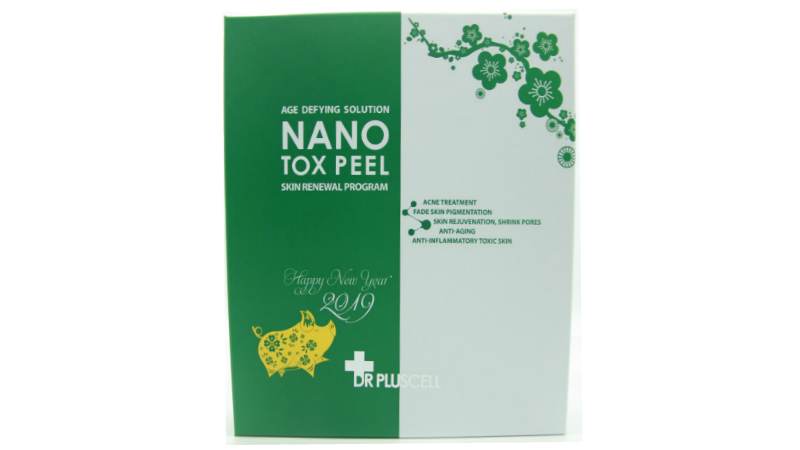 AGE DEFYING SOLUTION
NANO
TOX PEEL
SKIN RENEWAL PROGRAM
ACNE TREATMENT
FADE SKIN PIGMENTATION
SKIN REJUVENATION, SHRINK PORES
ANTI-AGING
ANTI-INFLAMMATORY TOXIC SKIN
Happy New Year
2019
DR PLUSCELL